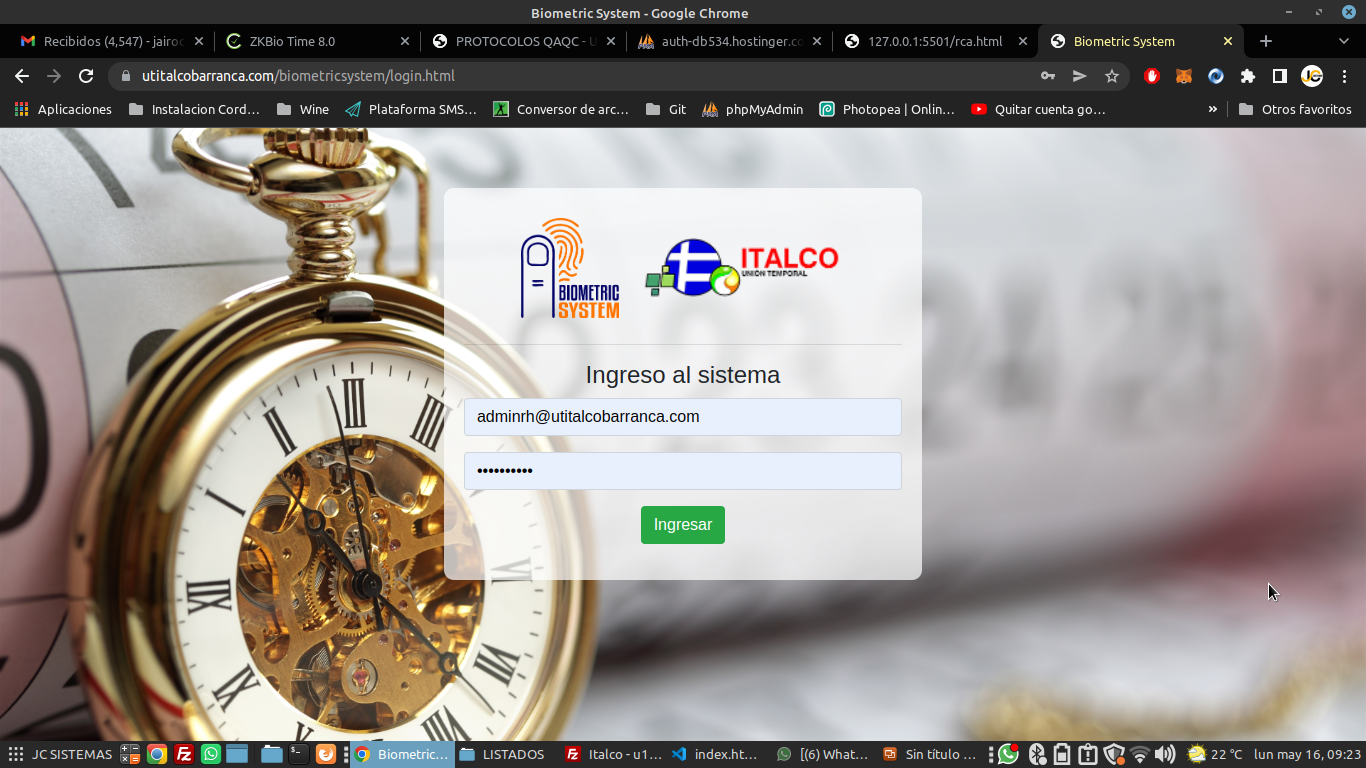 Biometric System - Google Chrome
Recibidos (4,547) - jairoc
ZKBio Time 8.0
PROTOCOLOS QAQC - U
auth-db534.hostinger.co
127.0.0.1:5501/rca.html
Biometric System
utitalcobarranca.com/biometricsystem/login.html
Aplicaciones
Instalacion Cord…
Wine
Plataforma SMS…
Conversor de arc…
Git
phpMyAdmin
Photopea | Onlin…
Quitar cuenta go…
»
Otros favoritos
BIOMETRIC
SYSTEM
ITALCO
UNION TEMPORAL
Ingreso al sistema
adminrh@utitalcobarranca.com
••••••••••
Ingresar
JC SISTEMAS
Biometric…
LISTADOS
Italco - u1…
index.ht…
[(6) What…
Sin título …
22 °C
lun may 16, 09:23